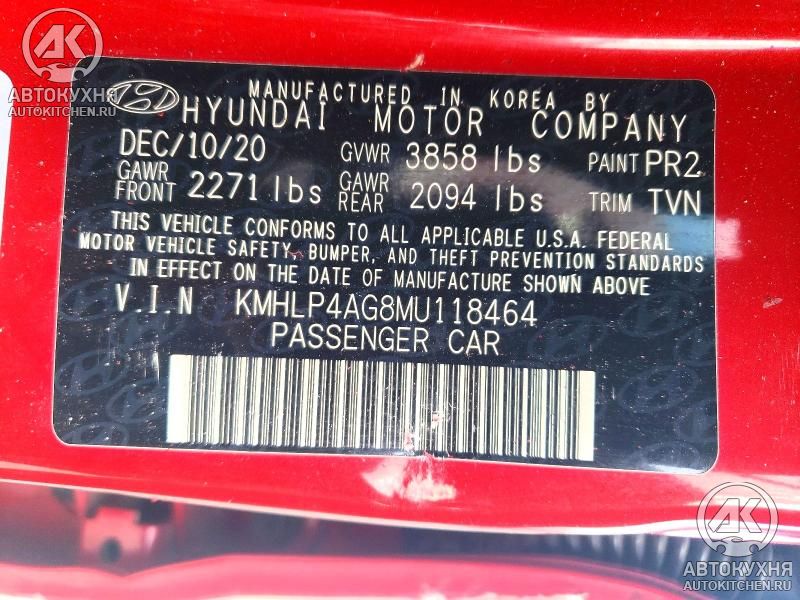 АВТОКУХНЯ
AUTOKITCHEN.RU
MANUFACTURED IN KOREA BY
HYUNDAI MOTOR COMPANY
DEC/10/20 GVWR 3858 lbs PAINT PR2
GAWR FRONT 2271 lbs GAWR REAR 2094 lbs TRIM TVN
THIS VEHICLE CONFORMS TO ALL APPLICABLE U.S.A. FEDERAL
MOTOR VEHICLE SAFETY, BUMPER, AND THEFT PREVENTION STANDARDS
IN EFFECT ON THE DATE OF MANUFACTURE SHOWN ABOVE
V.I.N KMHLP4AG8MU118464
PASSENGER CAR
АВТОКУХНЯ
AUTOKITCHEN.RU